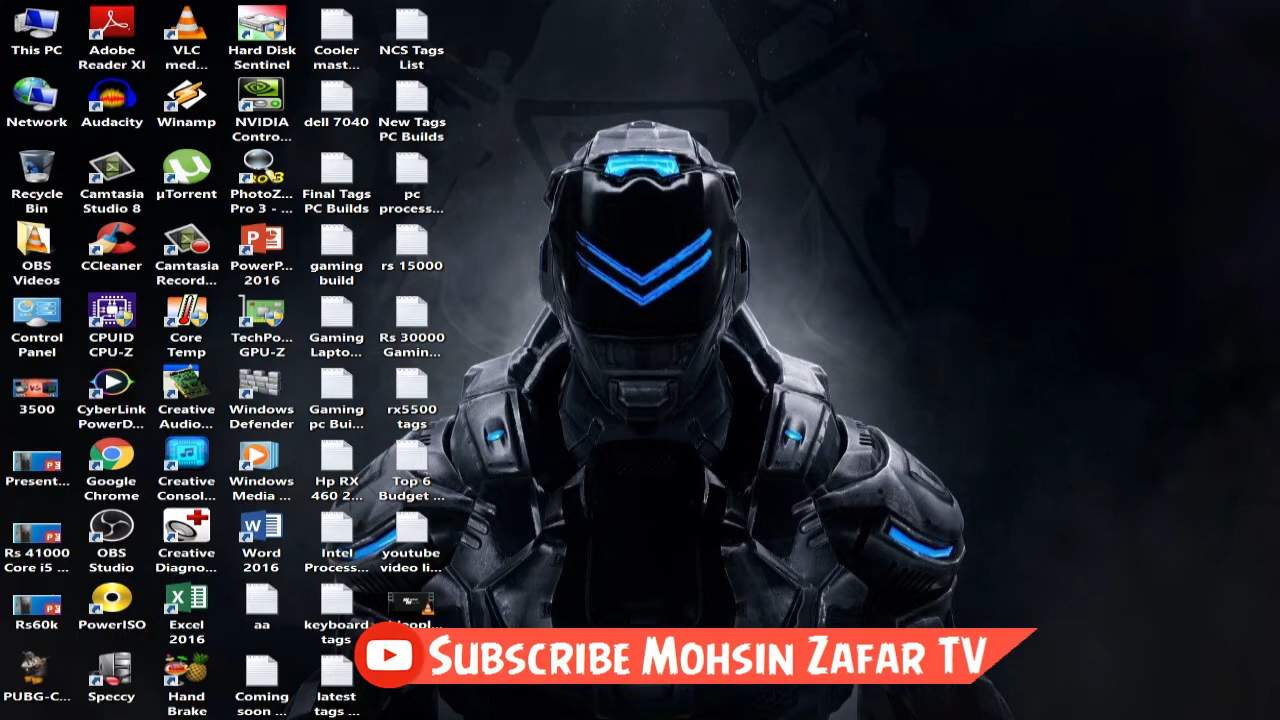 This PC
Adobe
Reader XI
VLC
med...
Hard Disk
Sentinel
Cooler
mast...
NCS Tags
List
Network
Audacity
Winamp
NVIDIA
Contro...
dell 7040
New Tags
PC Builds
Recycle
Bin
Camtasia
Studio 8
µTorrent
PhotoZ...
Pro 3 - ...
Final Tags
PC Builds
pc
process...
OBS
Videos
CCleaner
Camtasia
Record...
PowerP...
2016
gaming
build
rs 15000
Control
Panel
CPUID
CPU-Z
Core
Temp
TechPo...
GPU-Z
Gaming
Lapto...
Rs 30000
Gamin...
3500
CyberLink
PowerD...
Creative
Audio...
Windows
Defender
Gaming
pc Bui...
rx5500
tags
Present...
Google
Chrome
Creative
Consol...
Windows
Media ...
Hp RX
460 2...
Top 6
Budget ...
Rs 41000
Core i5 ...
OBS
Studio
Creative
Diagno...
Word
2016
Intel
Process...
youtube
video li...
Rs60k
PowerISO
Excel
2016
aa
keyboard
tags
PUBG-C...
Speccy
Hand
Brake
Coming
soon ...
latest
tags ...
Subscribe Mohsin Zafar TV